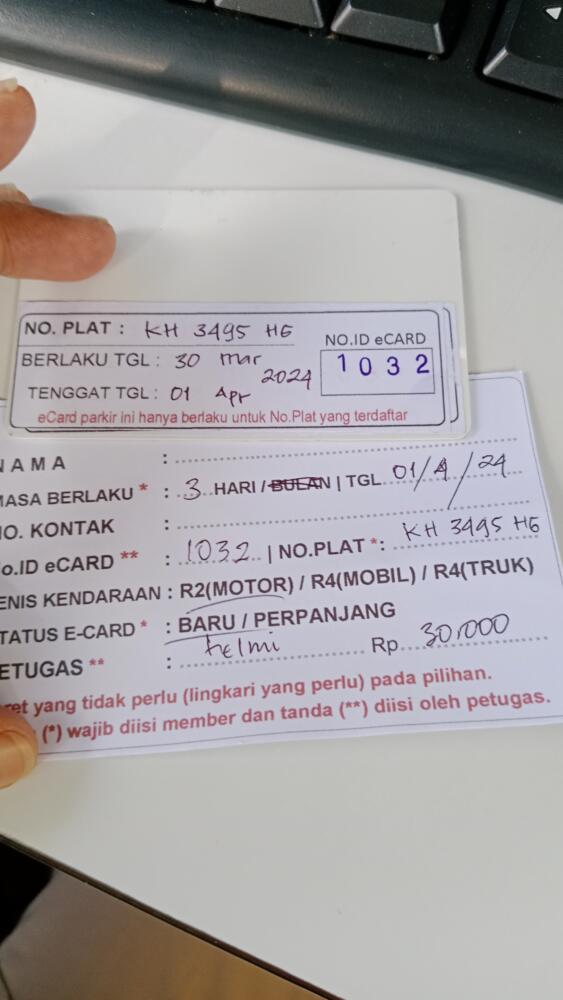 NO. PLAT : KH 3495 HG
NO.ID eCARD
BERLAKU TGL : 30 Mar
1032
2024
TENGGAT TGL : 01 Apr
eCard parkir ini hanya berlaku untuk No.Plat yang terdaftar
NAMA :
MASA BERLAKU * : 3 HARI / BULAN | TGL 01/4/24
NO. KONTAK :
No.ID eCARD ** : 1032 | NO.PLAT *: KH 3495 HG
ENIS KENDARAAN : R2(MOTOR) / R4(MOBIL) / R4(TRUK)
TATUS E-CARD * : BARU / PERPANJANG
ETUGAS ** : helmi Rp. 30.000
ret yang tidak perlu (lingkari yang perlu) pada pilihan.
(*) wajib diisi member dan tanda (**) diisi oleh petugas.